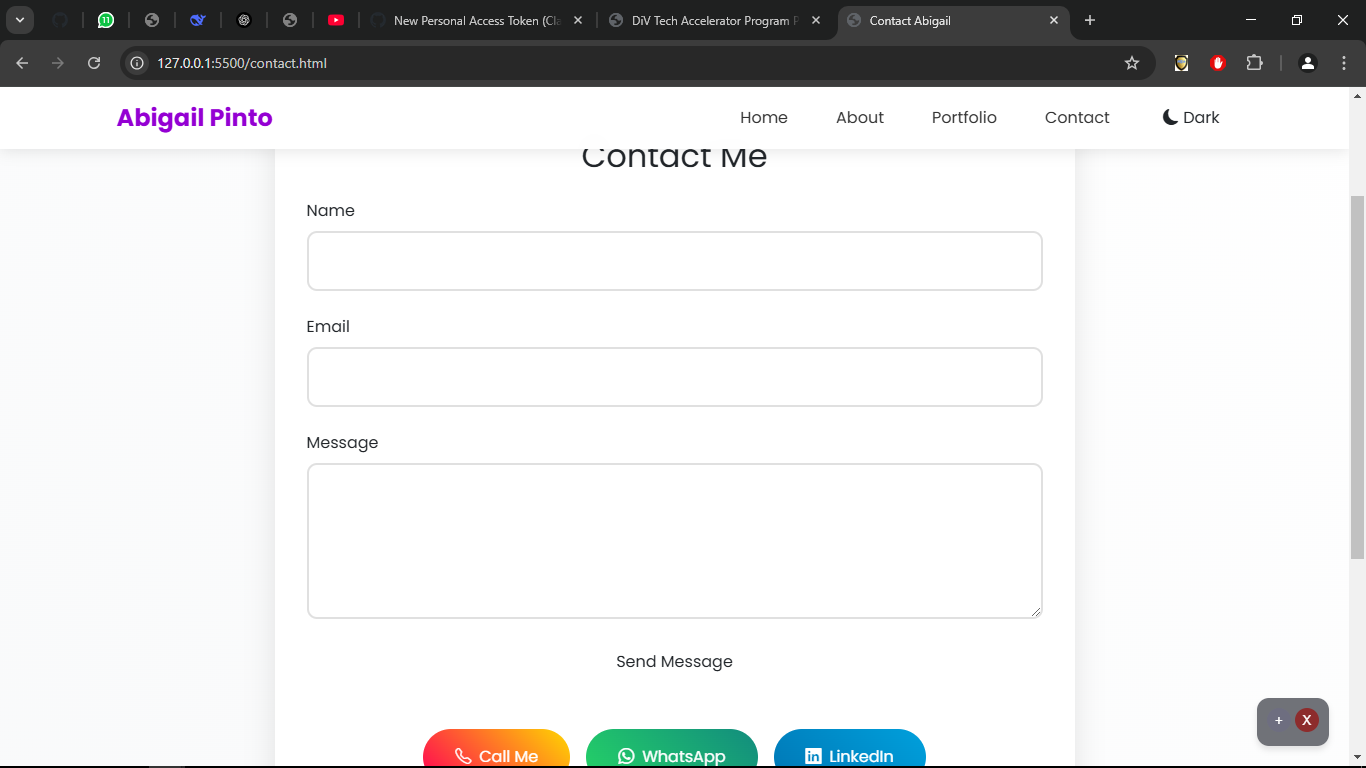 11
New Personal Access Token (Cla
DiV Tech Accelerator Program P
Contact Abigail
127.0.0.1:5500/contact.html
Abigail Pinto
Home
About
Portfolio
Contact
Dark
Contact Me
Name
Email
Message
Send Message
+ X
Call Me
WhatsApp
LinkedIn